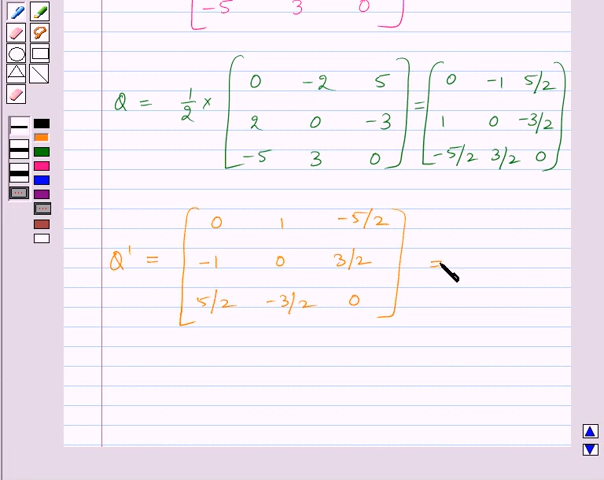 -5 3 0
Q = 1/2 × [ 0 -2 5 ] = [ 0 -1 5/2 ]
[ 2 0 -3 ] [ 1 0 -3/2 ]
[ -5 3 0 ] [ -5/2 3/2 0 ]
Q' = [ 0 1 -5/2 ] =
[ -1 0 3/2 ]
[ 5/2 -3/2 0 ]